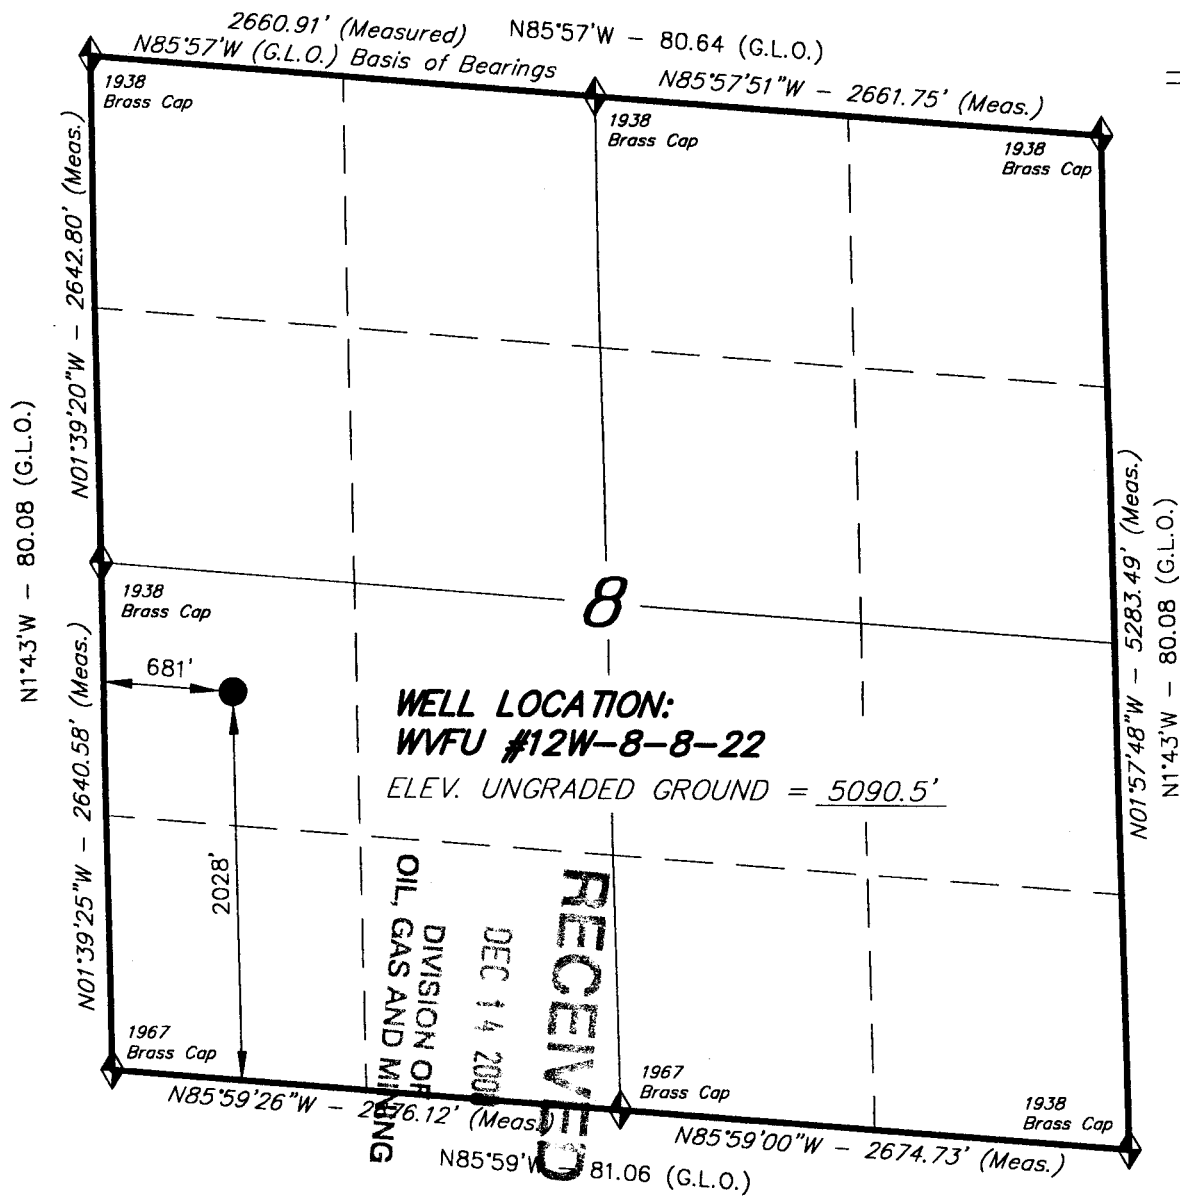 2660.91' (Measured)
N85°57'W - 80.64 (G.L.O.)
N85°57'W (G.L.O.) Basis of Bearings
N85°57'51"W - 2661.75' (Meas.)
1938
Brass Cap
1938
Brass Cap
1938
Brass Cap
N01°39'20"W - 2642.80' (Meas.)
N1°43'W - 80.08 (G.L.O.)
1938
Brass Cap
8
N01°57'48"W - 5283.49' (Meas.)
N1°43'W - 80.08 (G.L.O.)
681'
WELL LOCATION:
WVFU #12W-8-8-22
ELEV. UNGRADED GROUND = 5090.5'
N01°39'25"W - 2640.58' (Meas.)
2028'
RECEIVED
DEC 14
DIVISION OF
OIL, GAS AND MINING
1967
Brass Cap
1967
Brass Cap
1938
Brass Cap
N85°59'26"W - 2676.12' (Meas.)
N85°59'00"W - 2674.73' (Meas.)
N85°59'W - 81.06 (G.L.O.)